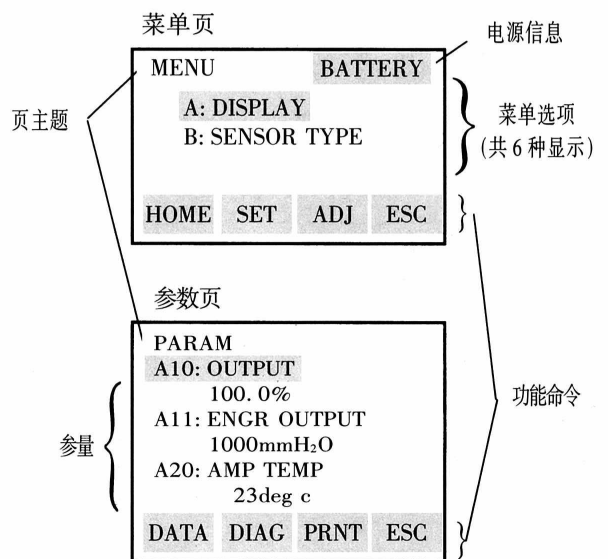 菜单页
电源信息
MENU BATTERY
页主题
A: DISPLAY
B: SENSOR TYPE
菜单选项
(共6种显示)
HOME SET ADJ ESC
参数页
PARAM
A10: OUTPUT
100. 0%
A11: ENGR OUTPUT
1000mmH₂O
A20: AMP TEMP
23deg c
参量
功能命令
DATA DIAG PRNT ESC